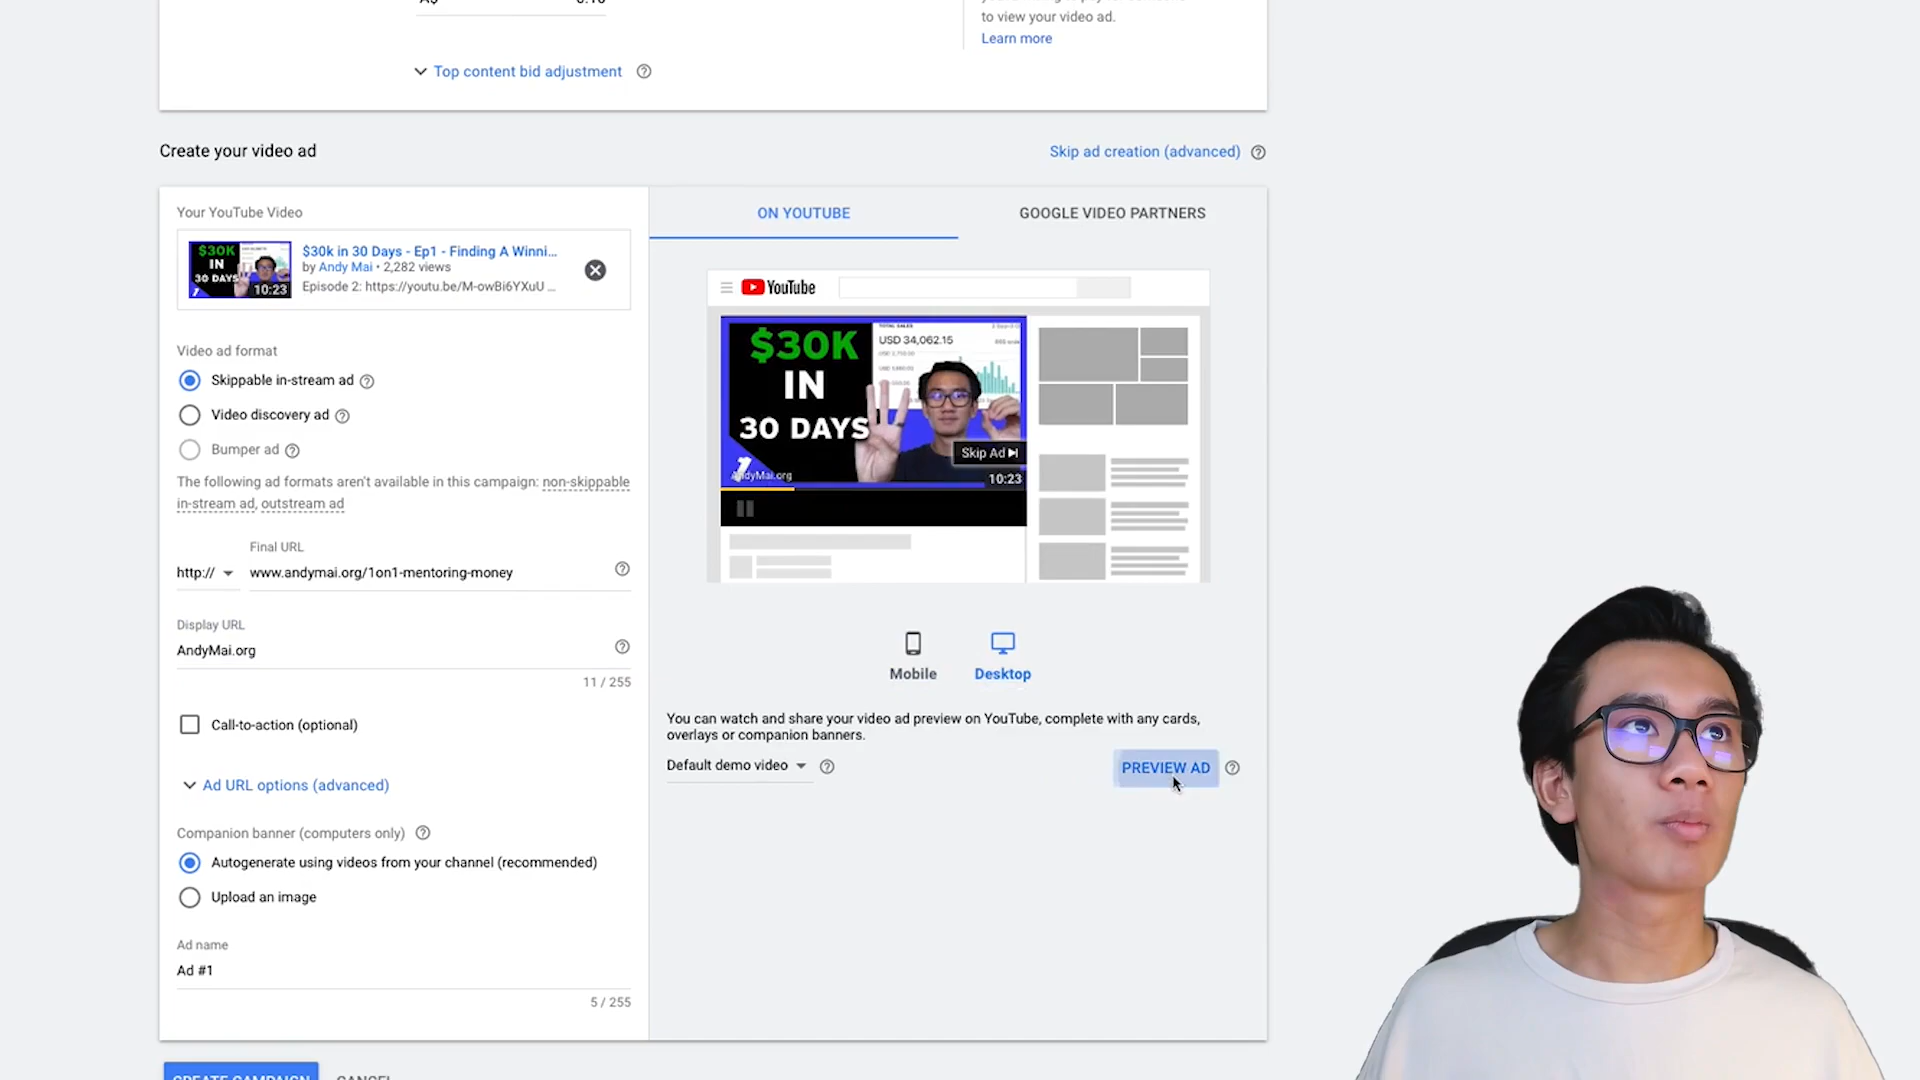 to view your video ad.
Learn more
Top content bid adjustment
Create your video ad
Skip ad creation (advanced)
Your YouTube Video
$30K
IN
30 DAYS
10:23
$30k in 30 Days - Ep1 - Finding A Winni...
by Andy Mai • 2,282 views
Episode 2: https://youtu.be/M-owBi6YXuU ...
Video ad format
Skippable in-stream ad
Video discovery ad
Bumper ad
The following ad formats aren't available in this campaign: non-skippable
in-stream ad, outstream ad
Final URL
http://
www.andymai.org/1on1-mentoring-money
Display URL
AndyMai.org
11 / 255
Call-to-action (optional)
Ad URL options (advanced)
Companion banner (computers only)
Autogenerate using videos from your channel (recommended)
Upload an image
Ad name
Ad #1
5 / 255
ON YOUTUBE
GOOGLE VIDEO PARTNERS
YouTube
$30K
IN
30 DAYS
TOTAL SALES
USD 34,062.15
Skip Ad
AndyMai.org
10:23
Mobile
Desktop
You can watch and share your video ad preview on YouTube, complete with any cards,
overlays or companion banners.
Default demo video
PREVIEW AD
CREATE CAMPAIGN
CANCEL